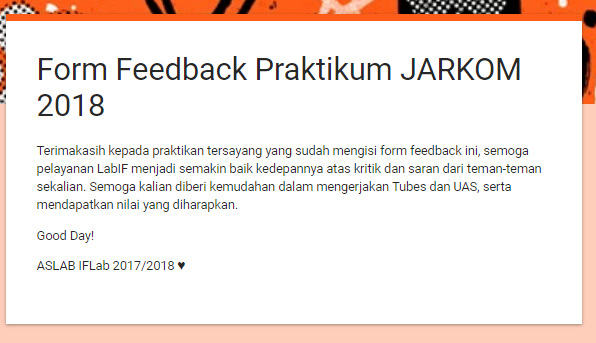 Form Feedback Praktikum JARKOM
2018
Terimakasih kepada praktikan tersayang yang sudah mengisi form feedback ini, semoga
pelayanan LabIF menjadi semakin baik kedepannya atas kritik dan saran dari teman-teman
sekalian. Semoga kalian diberi kemudahan dalam mengerjakan Tubes dan UAS, serta
mendapatkan nilai yang diharapkan.
Good Day!
ASLAB IFLab 2017/2018 ♥